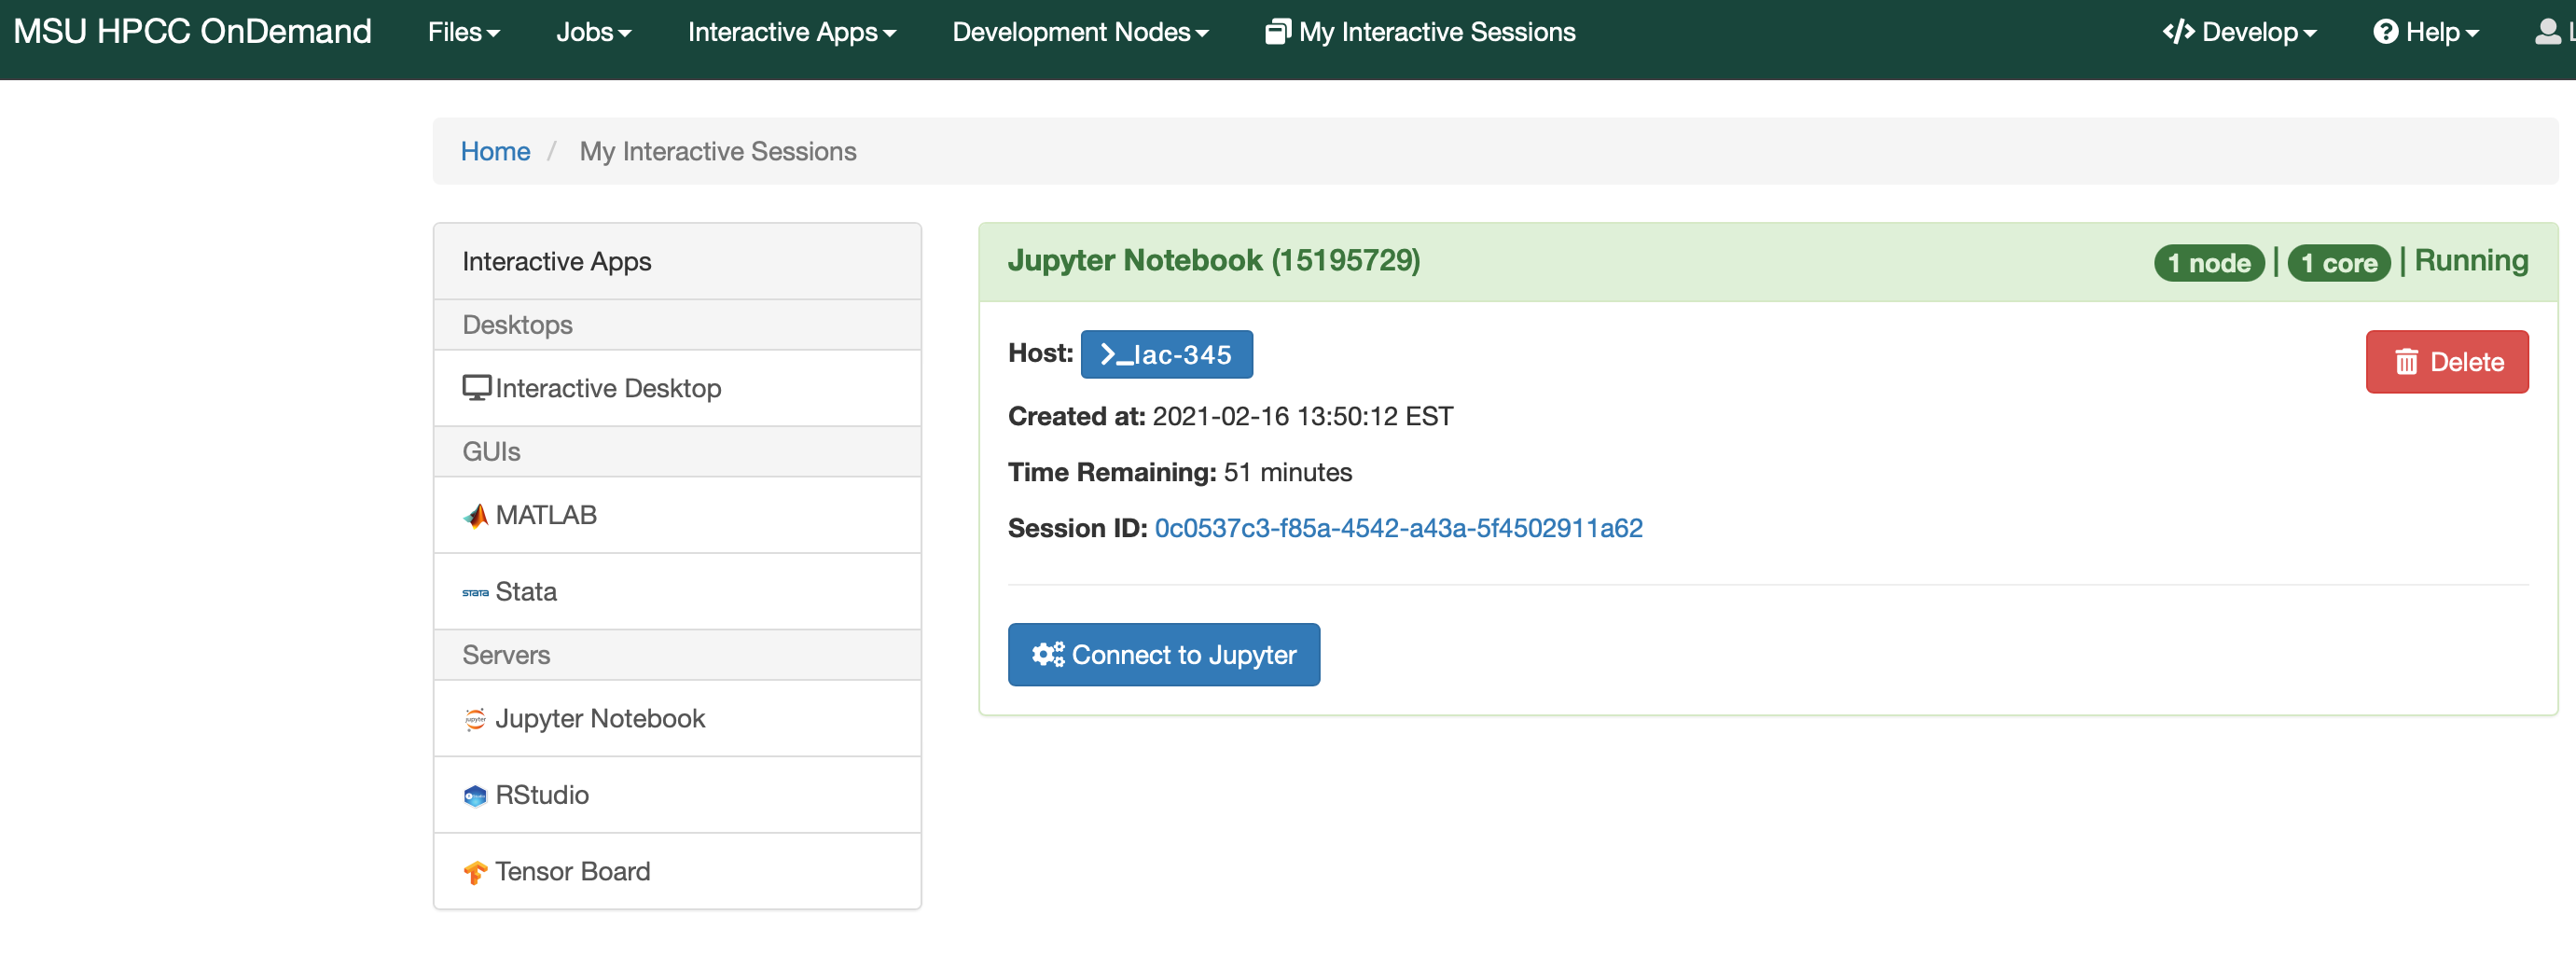 MSU HPCC OnDemand Files Jobs Interactive Apps Development Nodes My Interactive Sessions Develop Help
Home / My Interactive Sessions
Interactive Apps
Desktops
Interactive Desktop
GUIs
MATLAB
STATA Stata
Servers
jupyter Jupyter Notebook
RStudio
Tensor Board
Jupyter Notebook (15195729) 1 node | 1 core | Running
Host: >_lac-345 Delete
Created at: 2021-02-16 13:50:12 EST
Time Remaining: 51 minutes
Session ID: 0c0537c3-f85a-4542-a43a-5f4502911a62
Connect to Jupyter